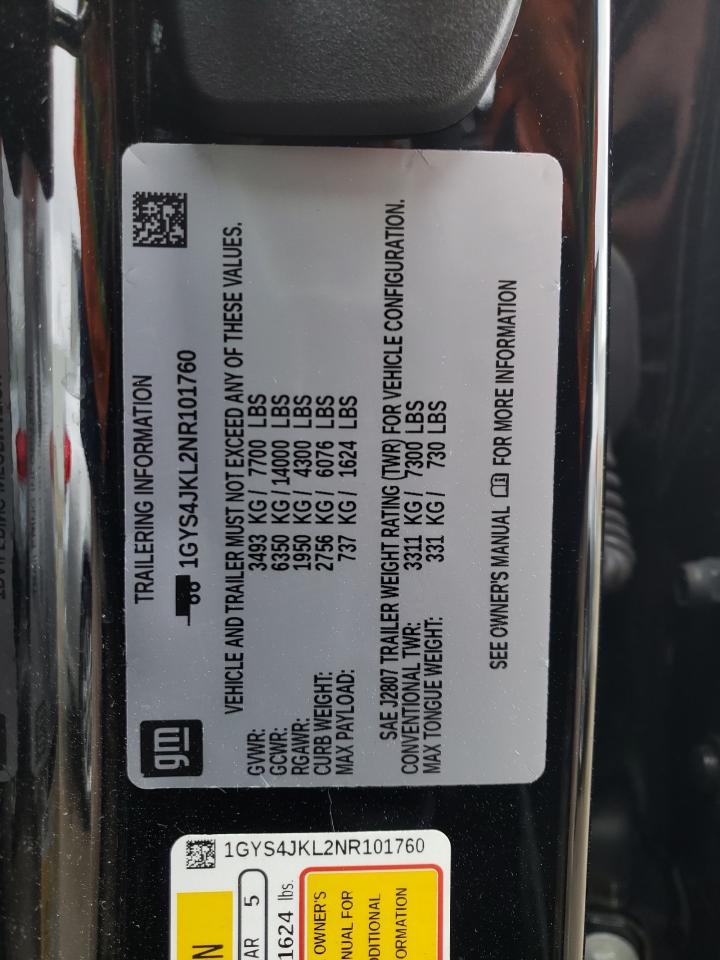 gm
TRAILERING INFORMATION
1GYS4JKL2NR101760
VEHICLE AND TRAILER MUST NOT EXCEED ANY OF THESE VALUES.
GVWR: 3493 KG / 7700 LBS
GCWR: 6350 KG / 14000 LBS
RGAWR: 1950 KG / 4300 LBS
CURB WEIGHT: 2756 KG / 6076 LBS
MAX PAYLOAD: 737 KG / 1624 LBS
SAE J2807 TRAILER WEIGHT RATING (TWR) FOR VEHICLE CONFIGURATION.
CONVENTIONAL TWR: 3311 KG / 7300 LBS
MAX TONGUE WEIGHT: 331 KG / 730 LBS
SEE OWNER'S MANUAL FOR MORE INFORMATION
1GYS4JKL2NR101760
N
AR 5
1624 lbs.
OWNER'S
NUAL FOR
DDITIONAL
ORMATION